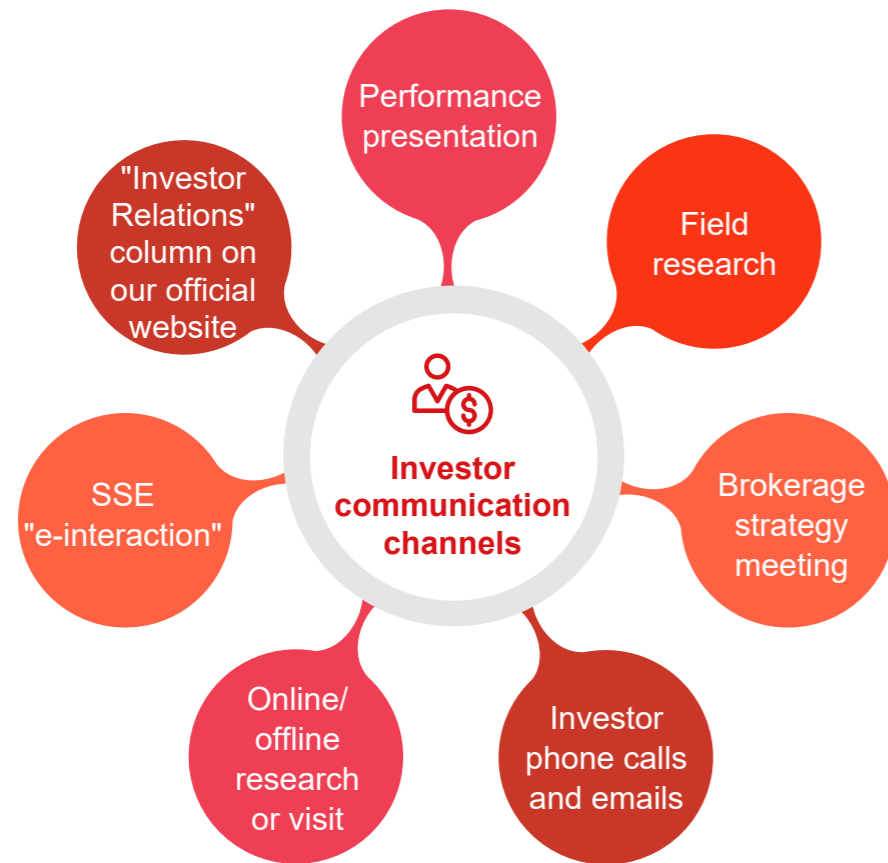 Performance
presentation
Field
research
Brokerage
strategy
meeting
Investor
phone calls
and emails
Online/
offline
research
or visit
SSE
"e-interaction"
"Investor
Relations"
column on
our official
website
$
Investor
communication
channels